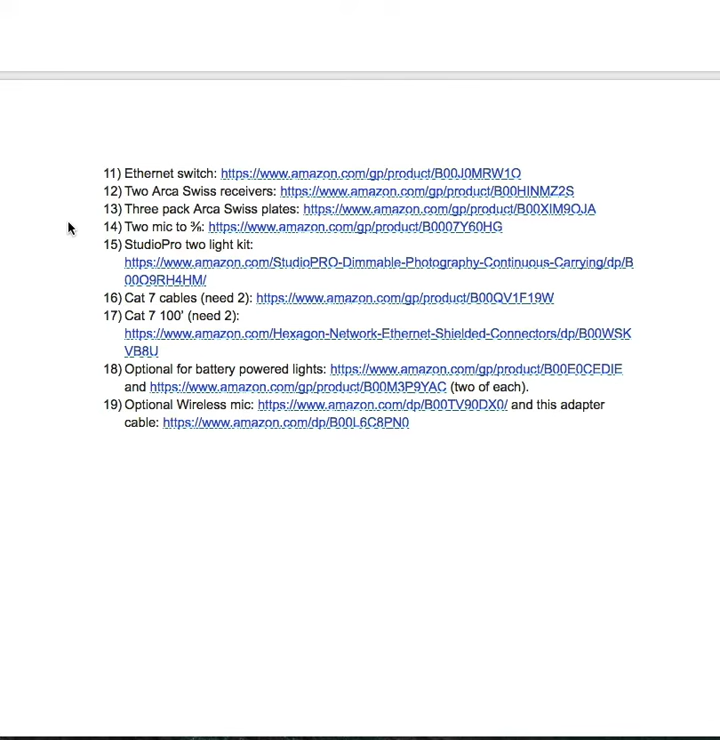 11) Ethernet switch: https://www.amazon.com/gp/product/B00J0MRW1O
12) Two Arca Swiss receivers: https://www.amazon.com/gp/product/B00HINMZ2S
13) Three pack Arca Swiss plates: https://www.amazon.com/gp/product/B00XIM9OJA
14) Two mic to ⅜: https://www.amazon.com/gp/product/B0007Y60HG
15) StudioPro two light kit:
https://www.amazon.com/StudioPRO-Dimmable-Photography-Continuous-Carrying/dp/B
00O9RH4HM/
16) Cat 7 cables (need 2): https://www.amazon.com/gp/product/B00QV1F19W
17) Cat 7 100' (need 2):
https://www.amazon.com/Hexagon-Network-Ethernet-Shielded-Connectors/dp/B00WSK
VB8U
18) Optional for battery powered lights: https://www.amazon.com/gp/product/B00E0CEDIE
and https://www.amazon.com/gp/product/B00M3P9YAC (two of each).
19) Optional Wireless mic: https://www.amazon.com/dp/B00TV90DX0/ and this adapter
cable: https://www.amazon.com/dp/B00L6C8PN0